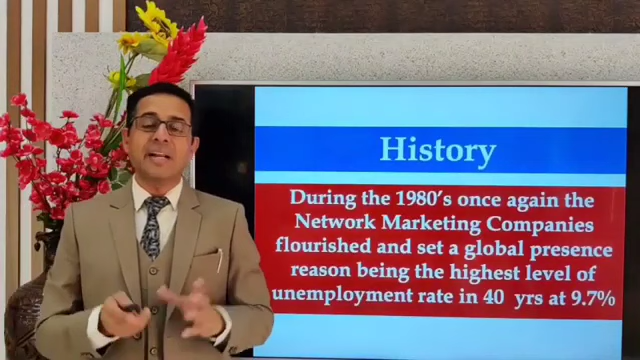 History
During the 1980's once again the
Network Marketing Companies
flourished and set a global presence
reason being the highest level of
unemployment rate in 40 yrs at 9.7%